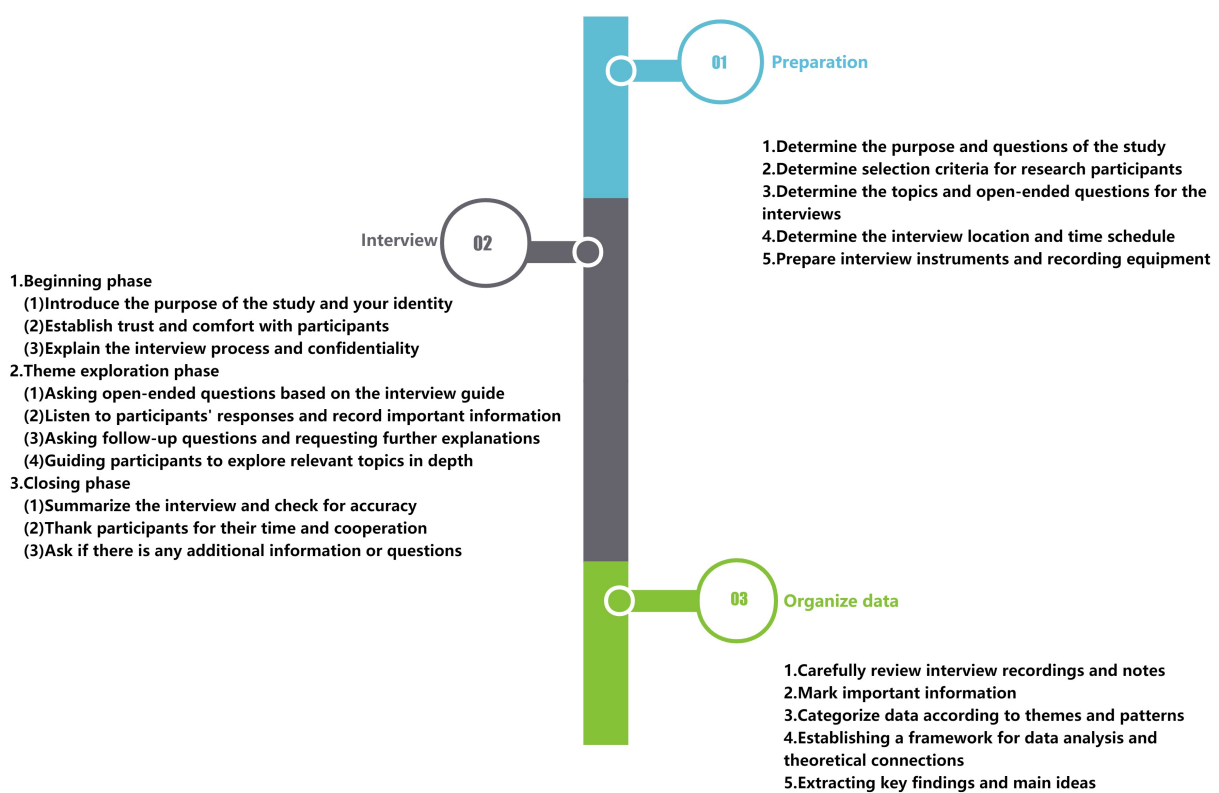 01
Preparation
1.Determine the purpose and questions of the study
2.Determine selection criteria for research participants
3.Determine the topics and open-ended questions for the
interviews
4.Determine the interview location and time schedule
5.Prepare interview instruments and recording equipment
Interview
02
1.Beginning phase
(1)Introduce the purpose of the study and your identity
(2)Establish trust and comfort with participants
(3)Explain the interview process and confidentiality
2.Theme exploration phase
(1)Asking open-ended questions based on the interview guide
(2)Listen to participants' responses and record important information
(3)Asking follow-up questions and requesting further explanations
(4)Guiding participants to explore relevant topics in depth
3.Closing phase
(1)Summarize the interview and check for accuracy
(2)Thank participants for their time and cooperation
(3)Ask if there is any additional information or questions
03
Organize data
1.Carefully review interview recordings and notes
2.Mark important information
3.Categorize data according to themes and patterns
4.Establishing a framework for data analysis and
theoretical connections
5.Extracting key findings and main ideas